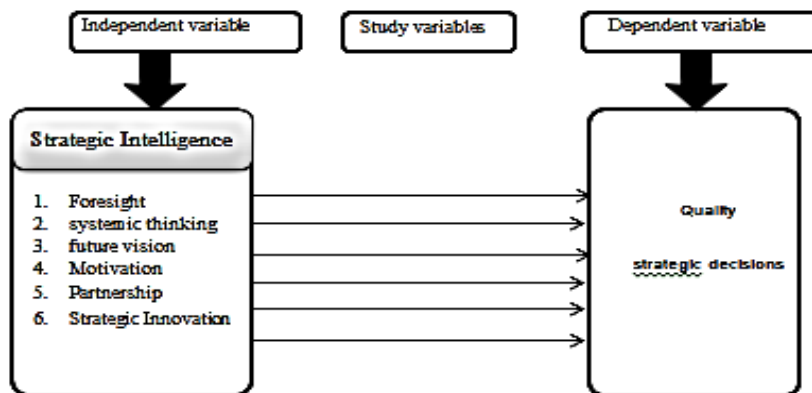 Independent variable
Study variables
Dependent variable
Strategic Intelligence
1. Foresight
2. systemic thinking
3. future vision
4. Motivation
5. Partnership
6. Strategic Innovation
Quality
strategic decisions